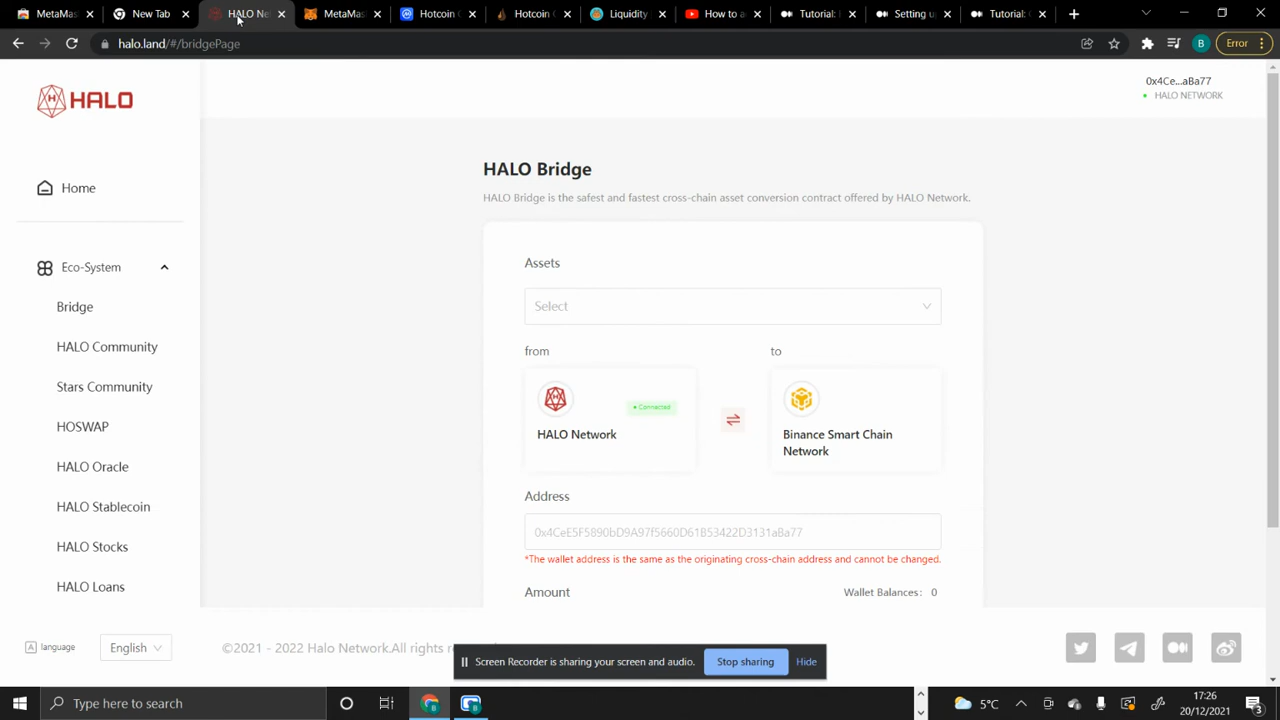 MetaMas
New Tab
HALO Ne
MetaMas
Hotcoin
Hotcoin G
Liquidity
How to a
Tutorial:
Setting u
Tutorial: C
halo.land/#/bridgePage
B
Error
HALO
0x4Ce...aBa77
HALO NETWORK
Home
HALO Bridge
HALO Bridge is the safest and fastest cross-chain asset conversion contract offered by HALO Network.
Eco-System
Assets
Bridge
Select
HALO Community
from
to
Stars Community
Connected
HOSWAP
HALO Network
Binance Smart Chain
Network
HALO Oracle
Address
HALO Stablecoin
0x4CeE5F5890bD9A97f5660D61B53422D3131aBa77
HALO Stocks
*The wallet address is the same as the originating cross-chain address and cannot be changed.
HALO Loans
Amount
Wallet Balances: 0
A language
English
©2021 - 2022 Halo Network.All rights re
Screen Recorder is sharing your screen and audio.
Stop sharing
Hide
Type here to search
5°C
17:26
20/12/2021
3